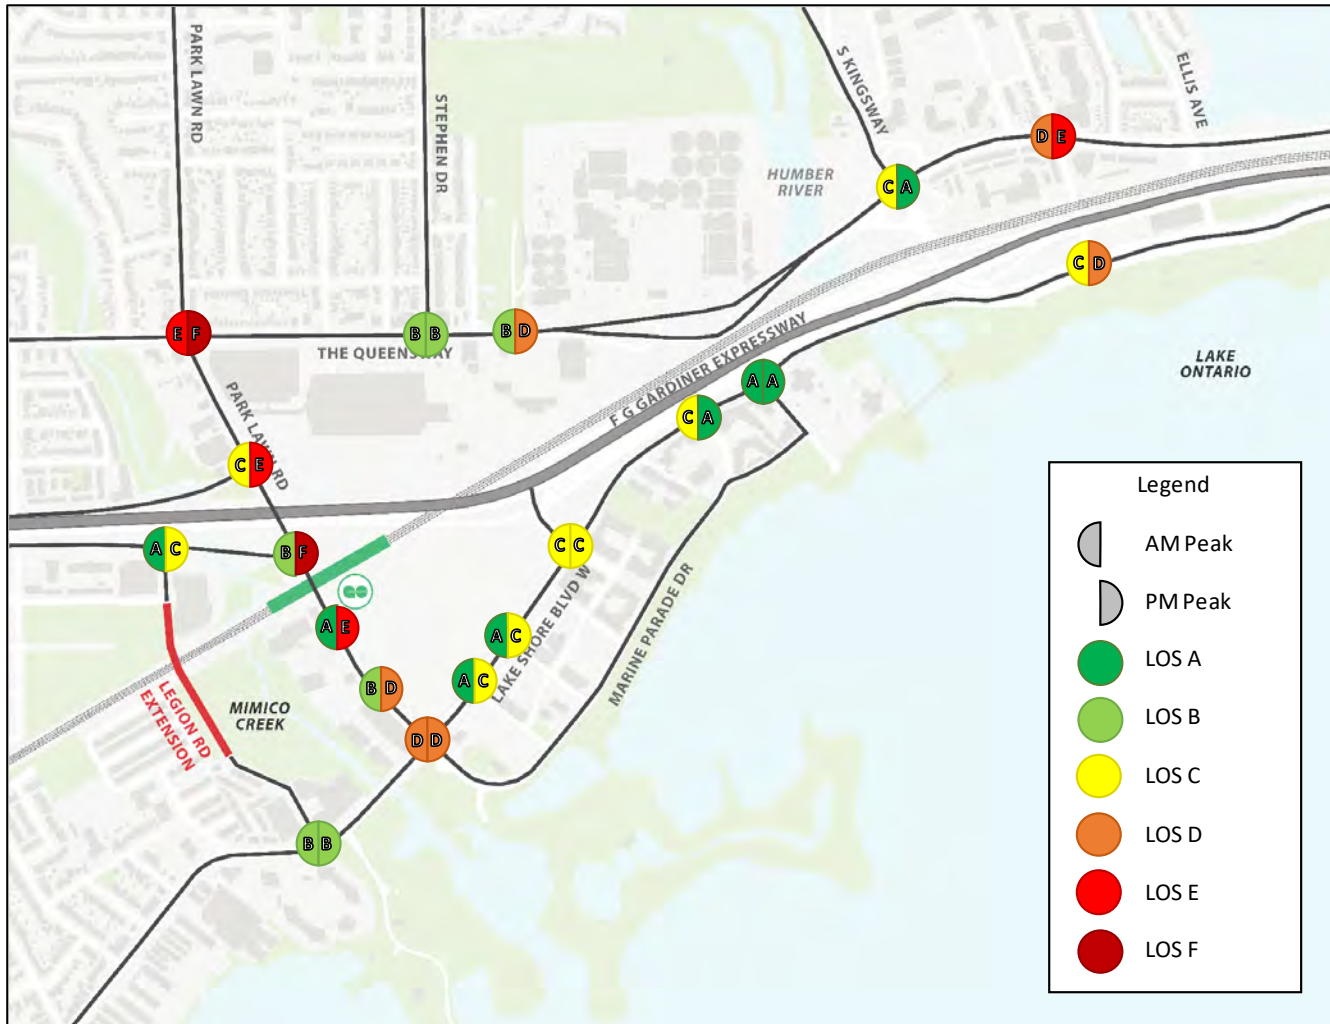 PARK LAWN RD
STEPHEN DR
S KINGSWAY
ELLIS AVE
HUMBER
RIVER
D E
C A
C D
E F
B B
B D
THE QUEENSWAY
F G GARDINER EXPRESSWAY
LAKE
ONTARIO
A A
C A
PARK LAWN RD
C E
A C
B F
C C
A E
A C
LAKE SHORE BLVD W
MARINE PARADE DR
A C
B D
LEGION RD
EXTENSION
MIMICO
CREEK
D D
B B
Legend
AM Peak
PM Peak
LOS A
LOS B
LOS C
LOS D
LOS E
LOS F